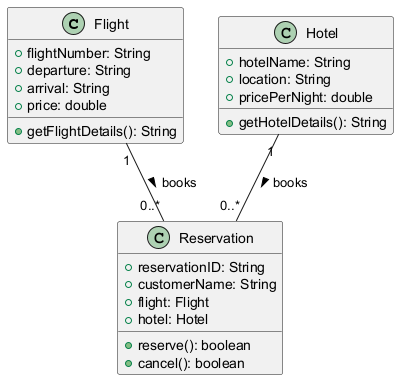 C Flight
flightNumber: String
departure: String
arrival: String
price: double
getFlightDetails(): String
C Hotel
hotelName: String
location: String
pricePerNight: double
getHotelDetails(): String
1
books
0..*
1
books
0..*
C Reservation
reservationID: String
customerName: String
flight: Flight
hotel: Hotel
reserve(): boolean
cancel(): boolean